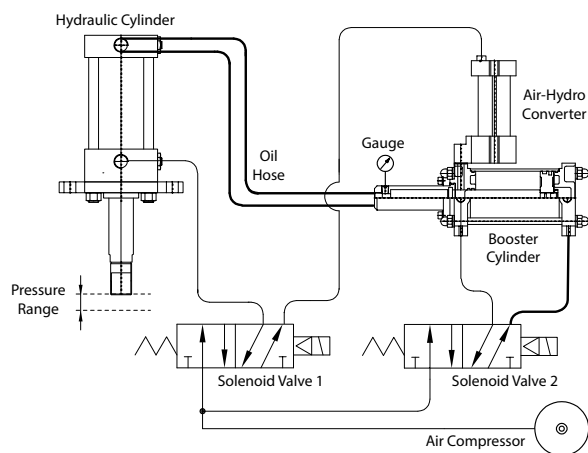 Hydraulic Cylinder
Air-Hydro
Converter
Gauge
Oil
Hose
Booster
Cylinder
Pressure
Range
Solenoid Valve 1
Solenoid Valve 2
Air Compressor